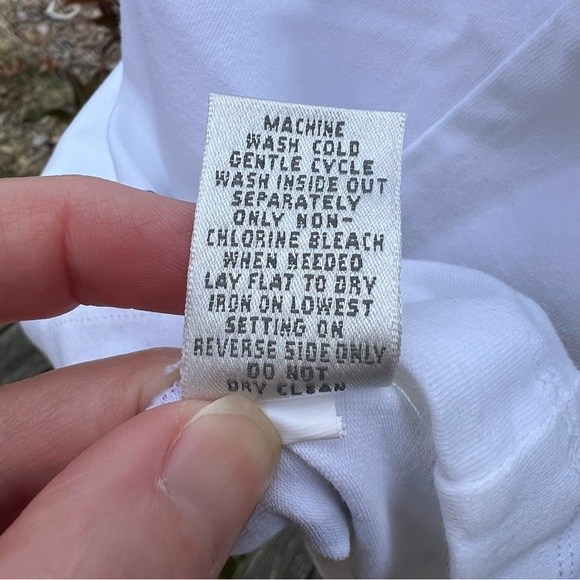 MACHINE
WASH COLD
GENTLE CYCLE
WASH INSIDE OUT
SEPARATELY
ONLY NON-
CHLORINE BLEACH
WHEN NEEDED
LAY FLAT TO DRY
IRON ON LOWEST
SETTING ON
REVERSE SIDE ONLY
DO NOT
DRY CLEAN